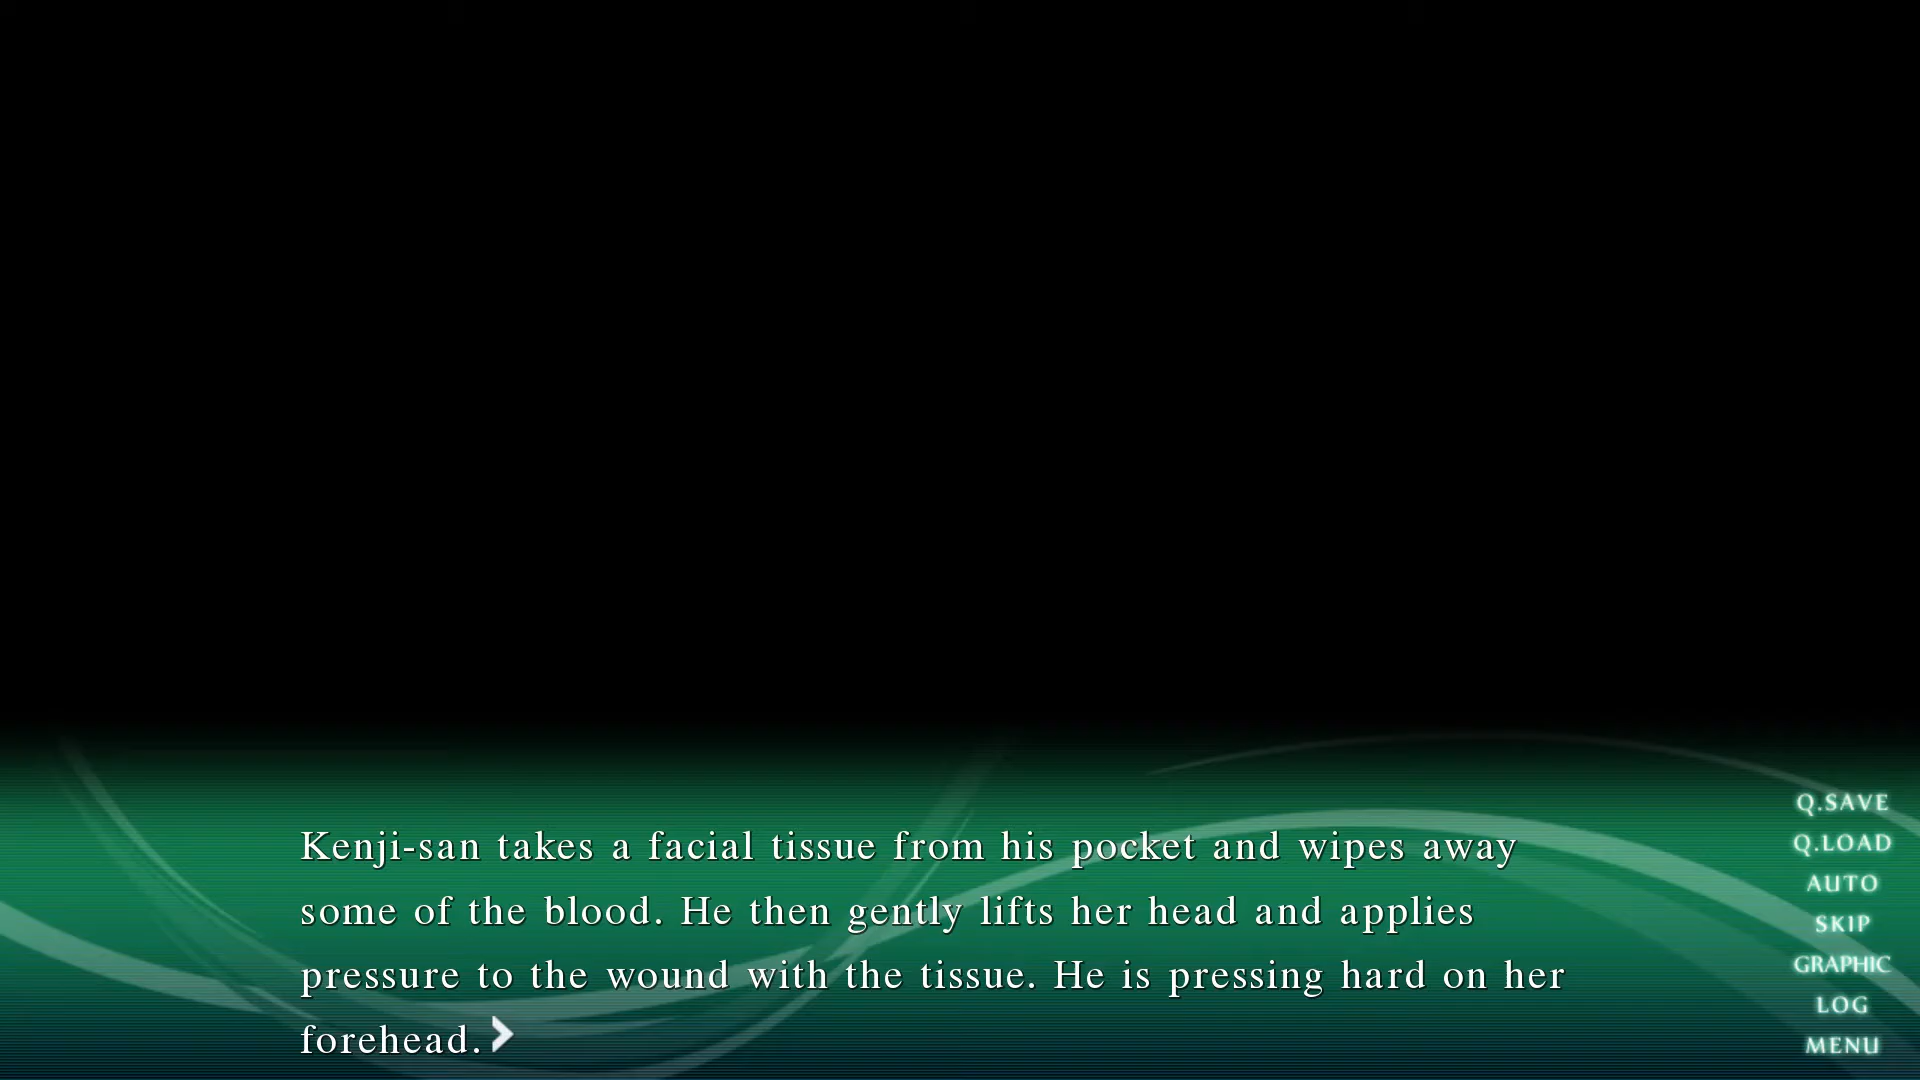 Kenji-san takes a facial tissue from his pocket and wipes away
some of the blood. He then gently lifts her head and applies
pressure to the wound with the tissue. He is pressing hard on her
forehead.
Q.SAVE
Q.LOAD
AUTO
SKIP
GRAPHIC
LOG
MENU